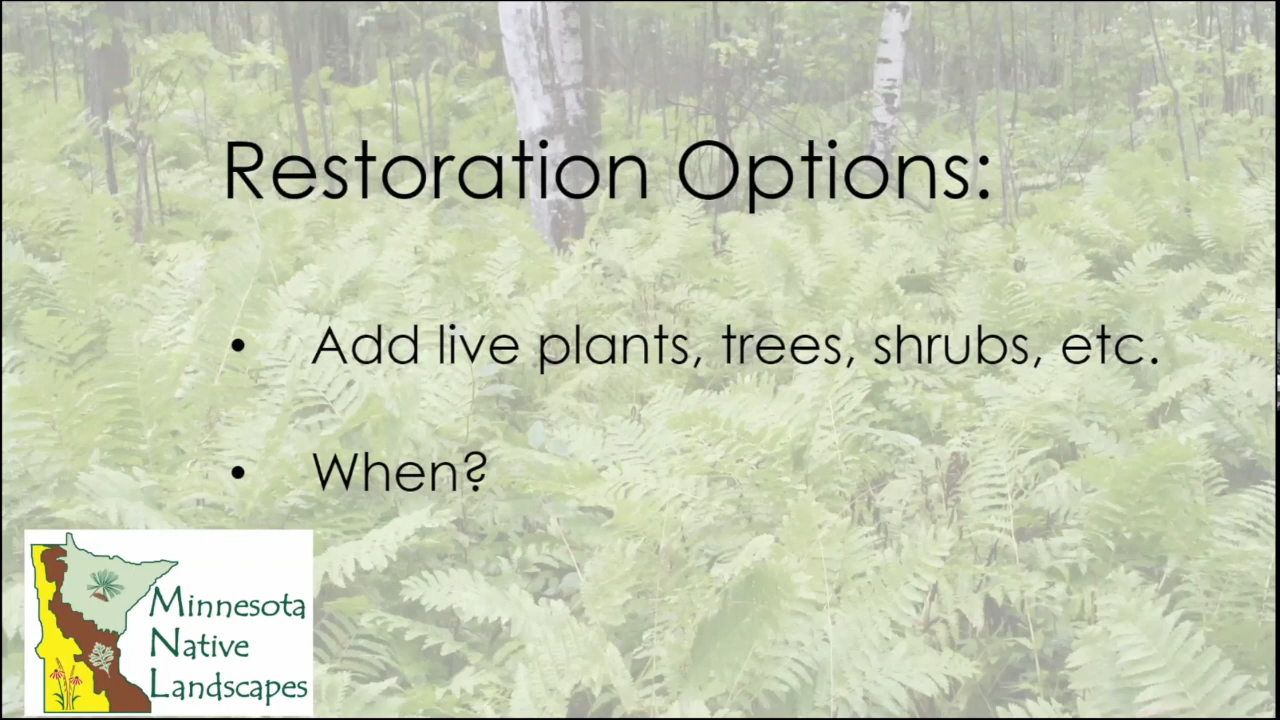 Restoration Options:
• Add live plants, trees, shrubs, etc.
• When?
Minnesota
Native
Landscapes